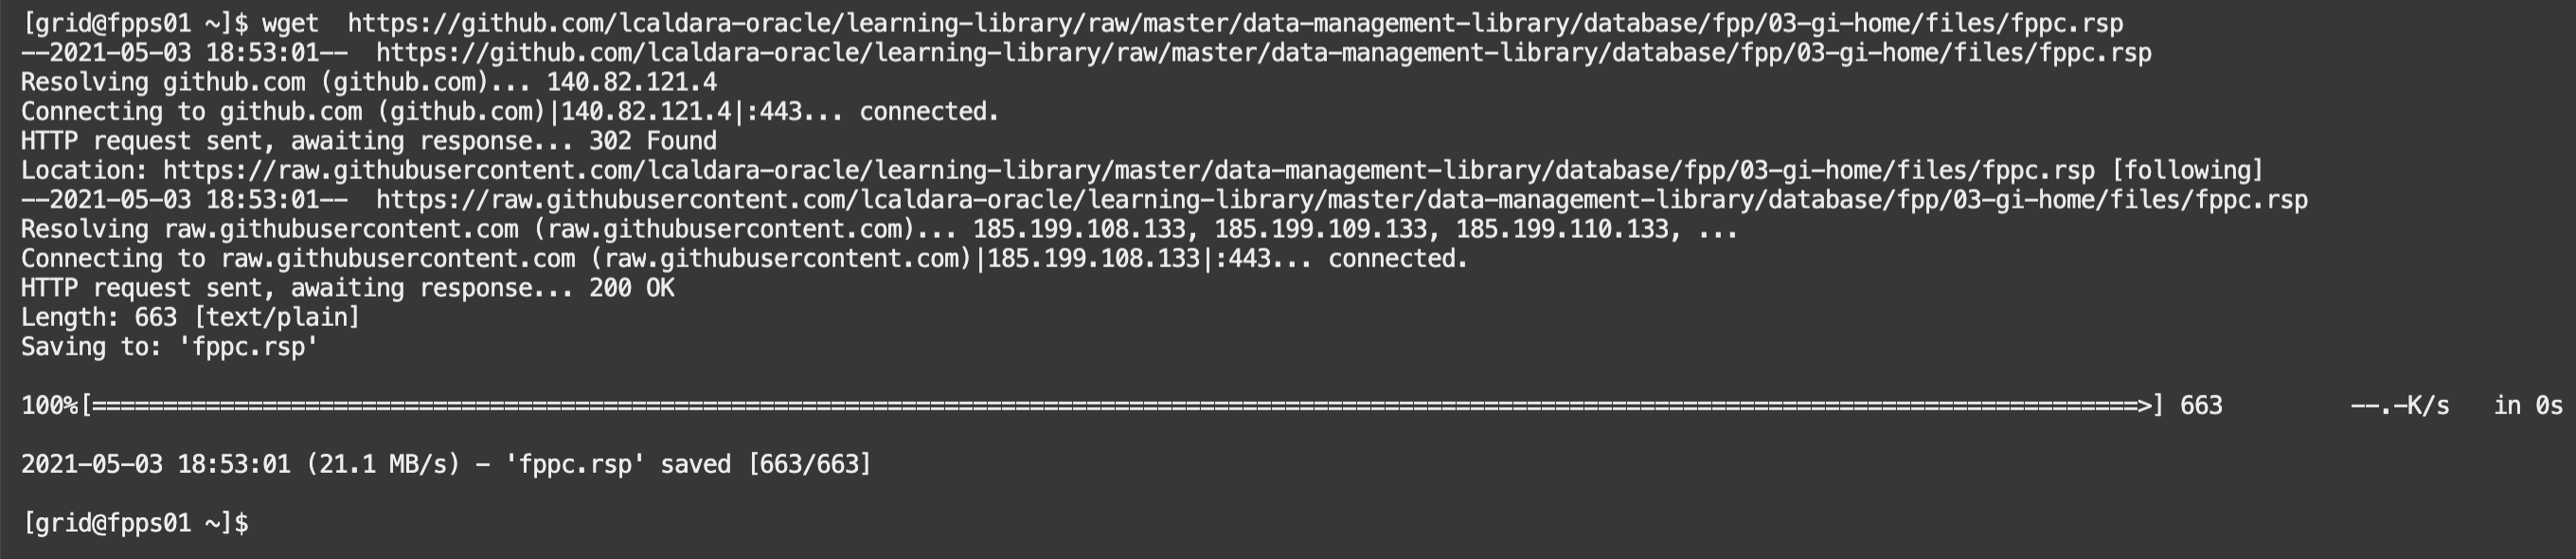 [grid@fpps01 ~]$ wget  https://github.com/lcaldara-oracle/learning-library/raw/master/data-management-library/database/fpp/03-gi-home/files/fppc.rsp
--2021-05-03 18:53:01--  https://github.com/lcaldara-oracle/learning-library/raw/master/data-management-library/database/fpp/03-gi-home/files/fppc.rsp
Resolving github.com (github.com)... 140.82.121.4
Connecting to github.com (github.com)|140.82.121.4|:443... connected.
HTTP request sent, awaiting response... 302 Found
Location: https://raw.githubusercontent.com/lcaldara-oracle/learning-library/master/data-management-library/database/fpp/03-gi-home/files/fppc.rsp [following]
--2021-05-03 18:53:01--  https://raw.githubusercontent.com/lcaldara-oracle/learning-library/master/data-management-library/database/fpp/03-gi-home/files/fppc.rsp
Resolving raw.githubusercontent.com (raw.githubusercontent.com)... 185.199.108.133, 185.199.109.133, 185.199.110.133, ...
Connecting to raw.githubusercontent.com (raw.githubusercontent.com)|185.199.108.133|:443... connected.
HTTP request sent, awaiting response... 200 OK
Length: 663 [text/plain]
Saving to: 'fppc.rsp'
100%[================================================================================================================================================>] 663         --.-K/s   in 0s
2021-05-03 18:53:01 (21.1 MB/s) - 'fppc.rsp' saved [663/663]
[grid@fpps01 ~]$